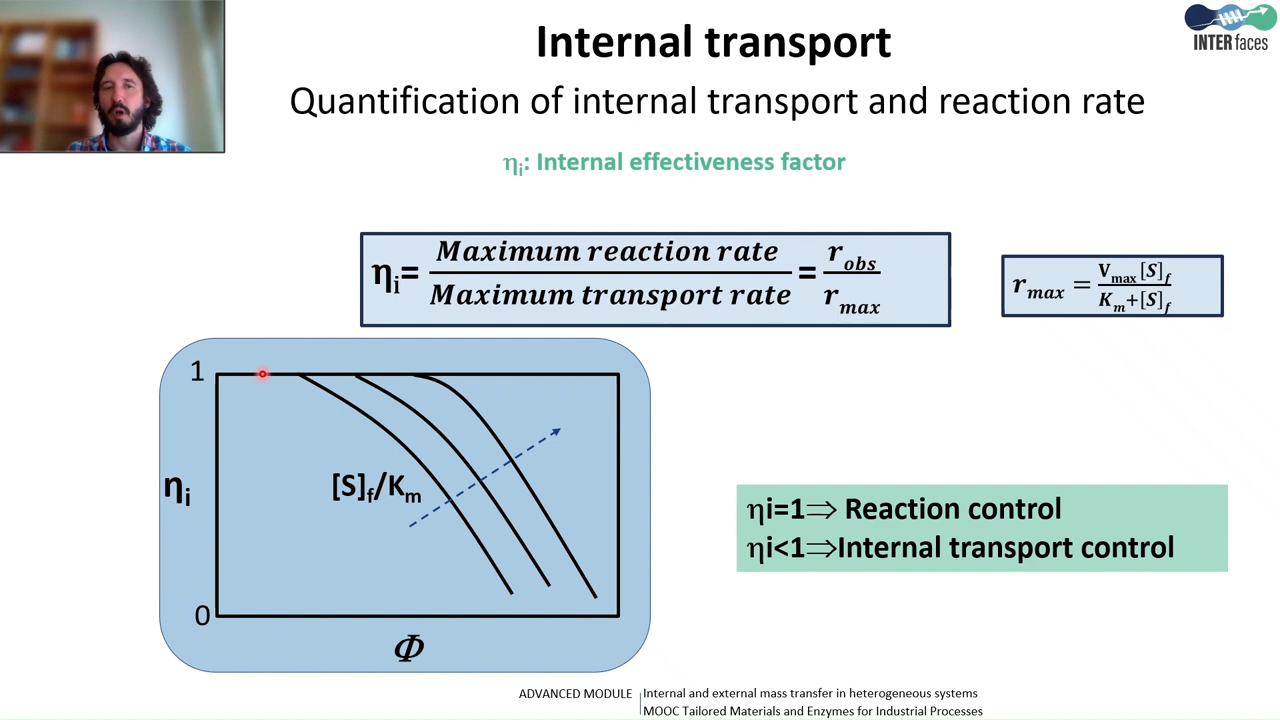 Internal transport
INTERfaces
Quantification of internal transport and reaction rate
ηi: Internal effectiveness factor
ηi= Maximum reaction rate / Maximum transport rate = r_obs / r_max
r_max = V_max [S]_f / K_m+[S]_f
1
ηi
[S]f/Km
0
Φ
ηi=1⇒ Reaction control
ηi<1⇒Internal transport control
ADVANCED MODULE
Internal and external mass transfer in heterogeneous systems
MOOC Tailored Materials and Enzymes for Industrial Processes